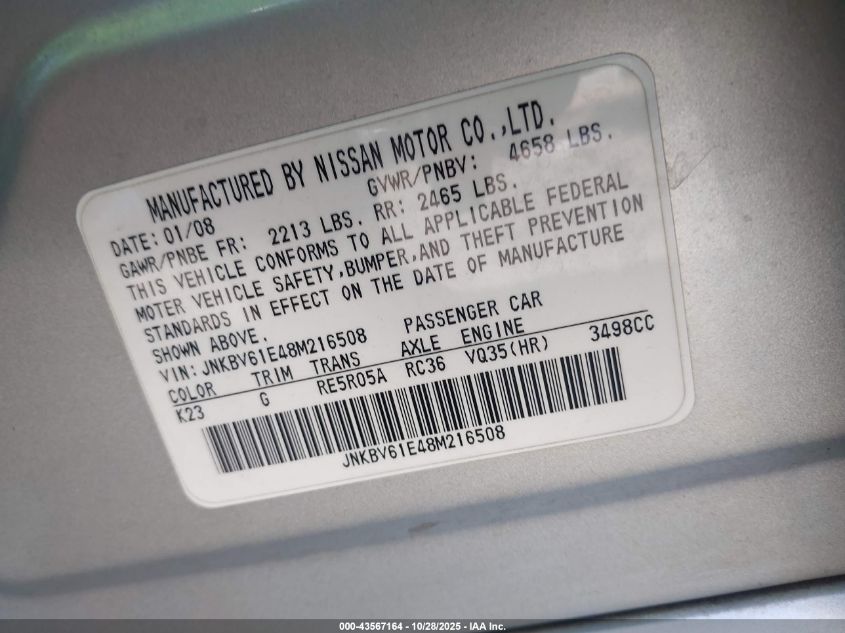 MANUFACTURED BY NISSAN MOTOR CO.,LTD.
DATE: 01/08 GVWR/PNBV: 4658 LBS.
GAWR/PNBE FR: 2213 LBS. RR: 2465 LBS.
THIS VEHICLE CONFORMS TO ALL APPLICABLE FEDERAL
MOTER VEHICLE SAFETY,BUMPER,AND THEFT PREVENTION
STANDARDS IN EFFECT ON THE DATE OF MANUFACTURE
SHOWN ABOVE.
VIN: JNKBV61E48M216508 PASSENGER CAR
COLOR TRIM TRANS AXLE ENGINE
K23 G RE5R05A RC36 VQ35(HR) 3498CC
JNKBV61E48M216508
000-43567164 - 10/28/2025 - IAA Inc.